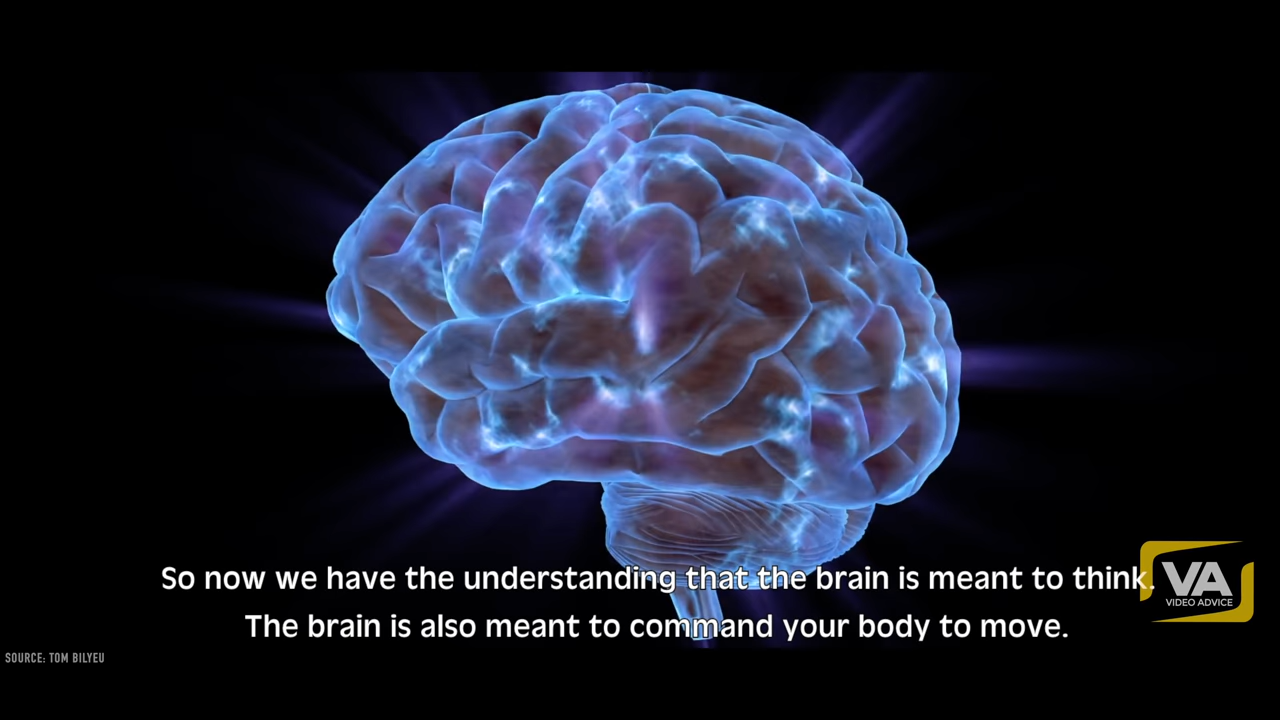 So now we have the understanding that the brain is meant to think.
The brain is also meant to command your body to move.
VA
VIDEO ADVICE
SOURCE: TOM BILYEU